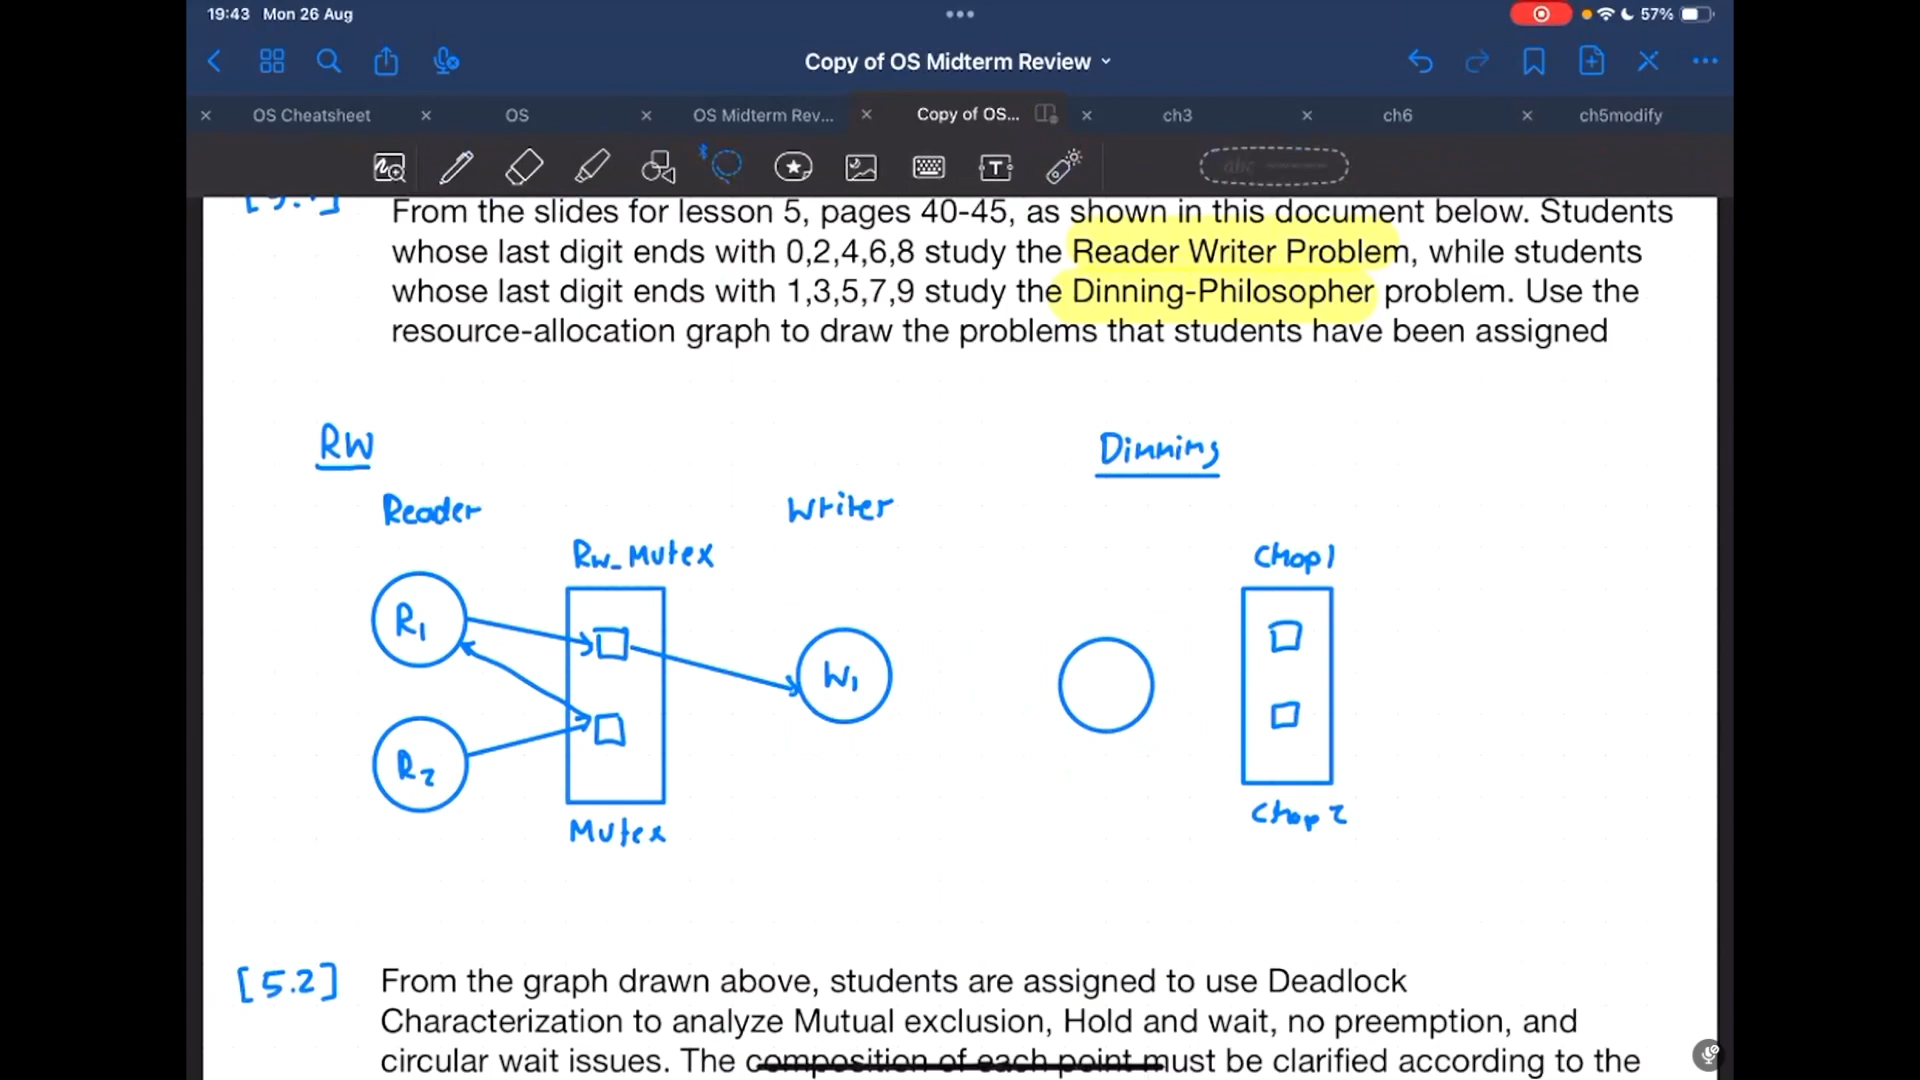 19:43 Mon 26 Aug
57%
Copy of OS Midterm Review
OS Cheatsheet
OS
OS Midterm Rev...
Copy of OS...
ch3
ch6
ch5modify
abc
T
From the slides for lesson 5, pages 40-45, as shown in this document below. Students
whose last digit ends with 0,2,4,6,8 study the Reader Writer Problem, while students
whose last digit ends with 1,3,5,7,9 study the Dinning-Philosopher problem. Use the
resource-allocation graph to draw the problems that students have been assigned
RW
Dinning
Reader
Writer
RW_Mutex
Chop1
R1
W1
R2
Mutex
Chop2
[5.2] From the graph drawn above, students are assigned to use Deadlock
Characterization to analyze Mutual exclusion, Hold and wait, no preemption, and
circular wait issues. The composition of each point must be clarified according to the